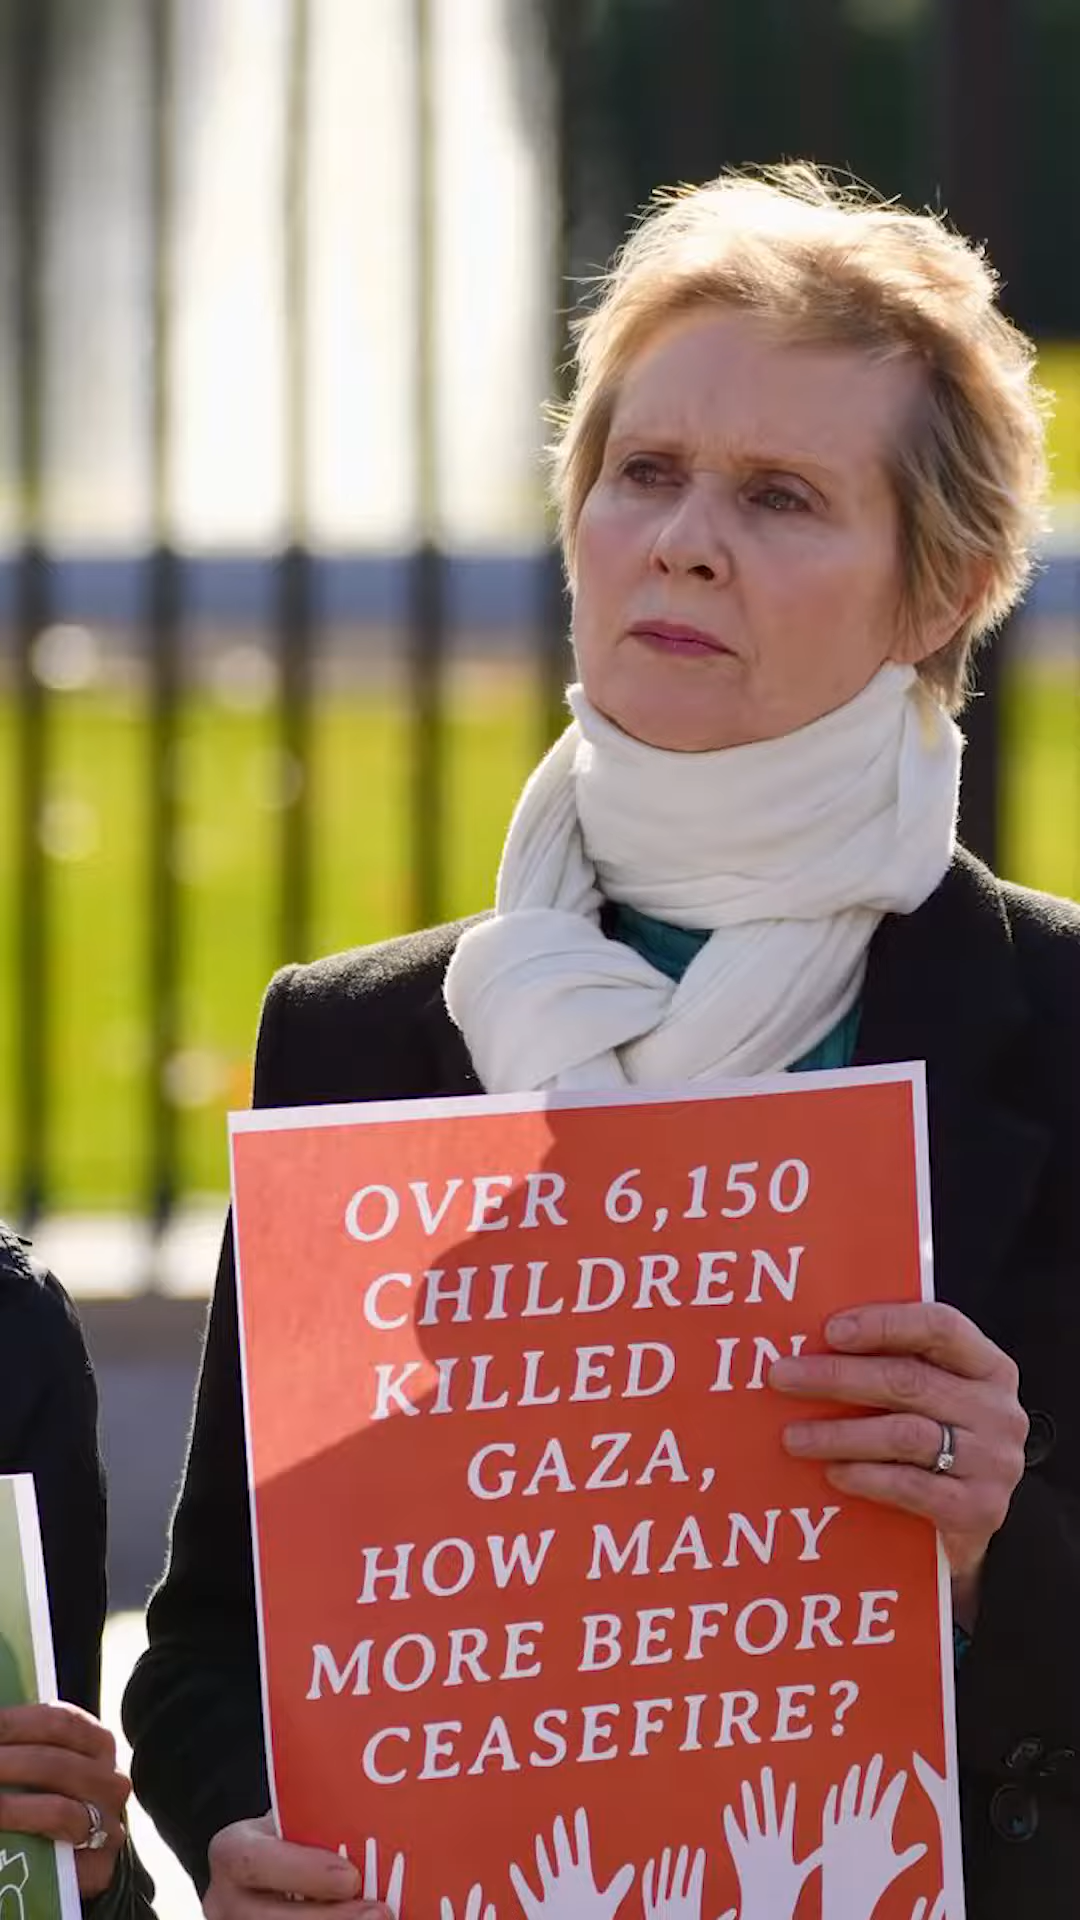 OVER 6,150
CHILDREN
KILLED IN
GAZA,
HOW MANY
MORE BEFORE
CEASEFIRE?